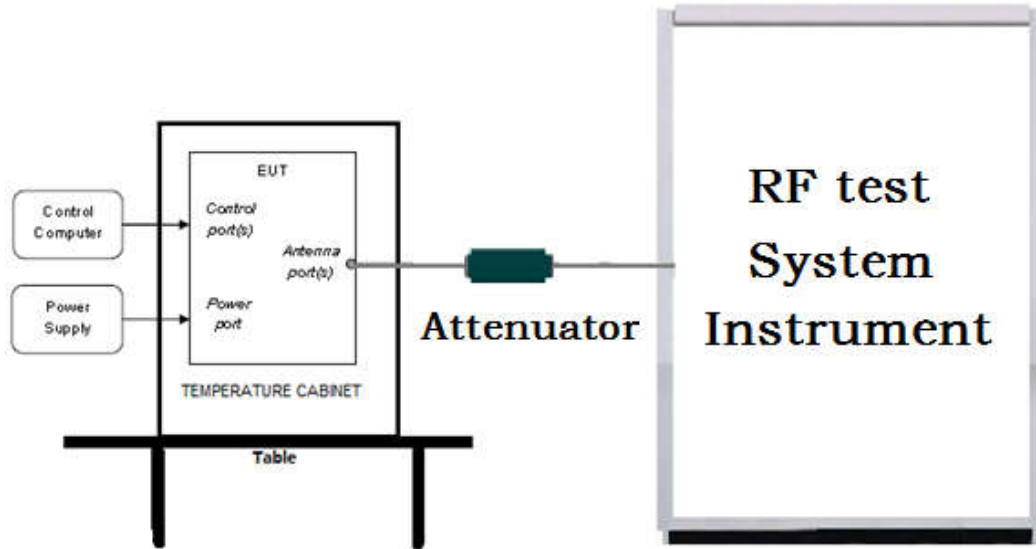 EUT
Control
Computer
Control
port(s)
Antenna
port(s)
Power
Supply
Power
port
TEMPERATURE CABINET
Table
Attenuator
RF test
System
Instrument